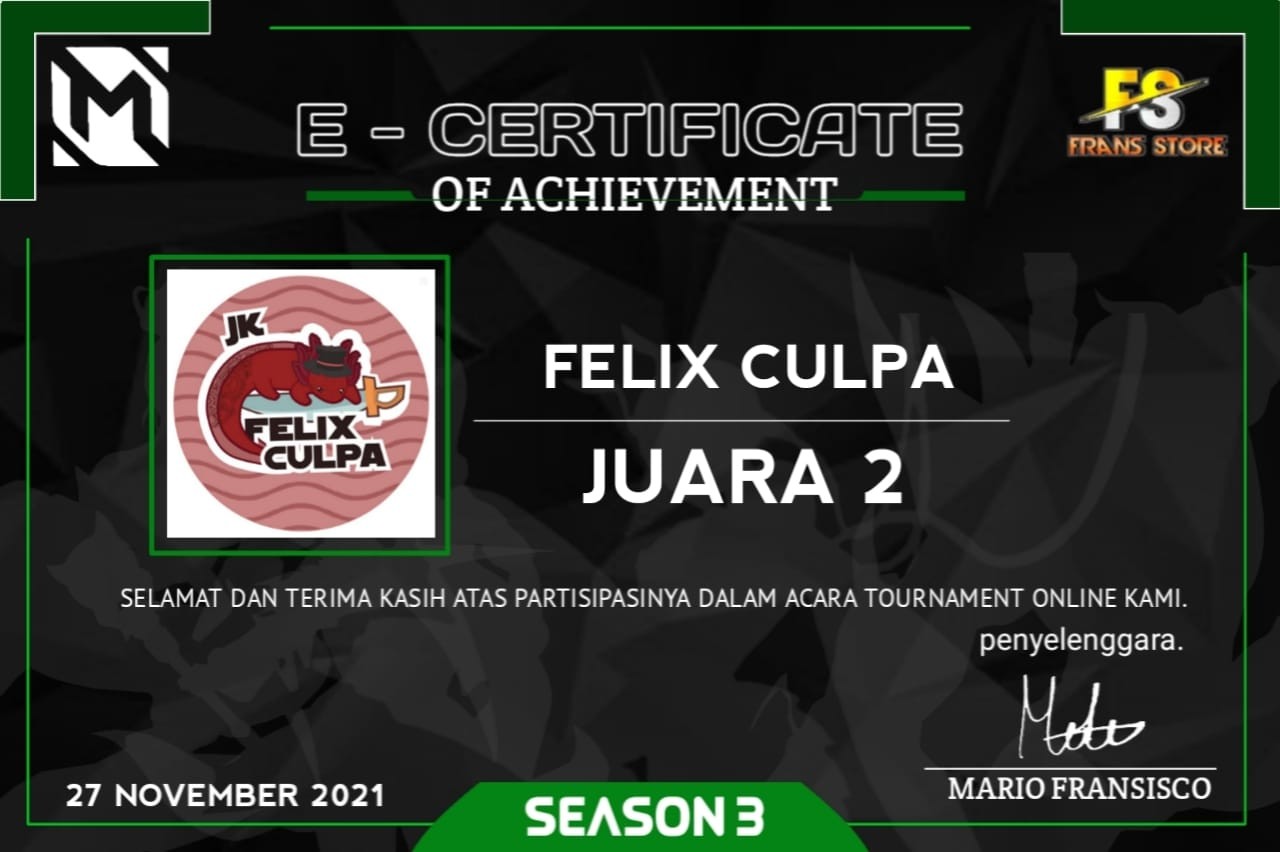 M
FS
FRANS STORE
E - CERTIFICATE
OF ACHIEVEMENT
JK
FELIX
CULPA
FELIX CULPA
JUARA 2
SELAMAT DAN TERIMA KASIH ATAS PARTISIPASINYA DALAM ACARA TOURNAMENT ONLINE KAMI.
penyelenggara.
MARIO FRANSISCO
27 NOVEMBER 2021
SEASON 3